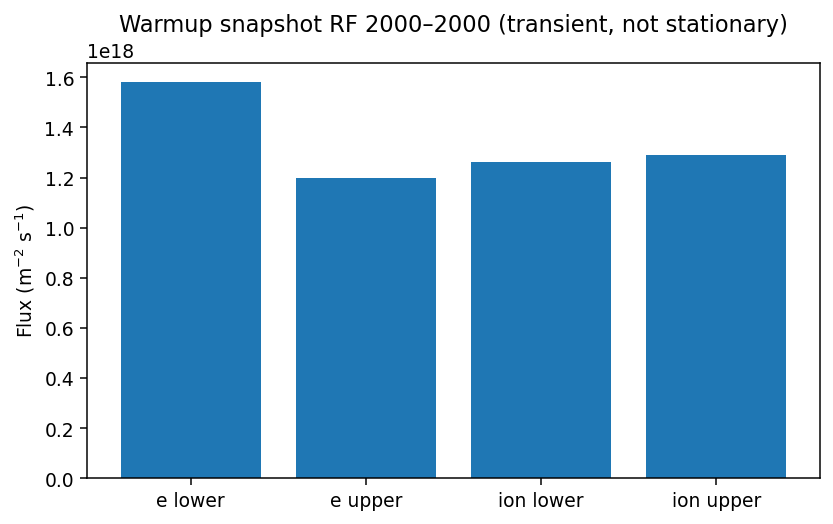 Warmup snapshot RF 2000–2000 (transient, not stationary)
1e18
1.6
1.4
1.2
1.0
0.8
0.6
0.4
0.2
0.0
Flux (m⁻² s⁻¹)
e lower
e upper
ion lower
ion upper